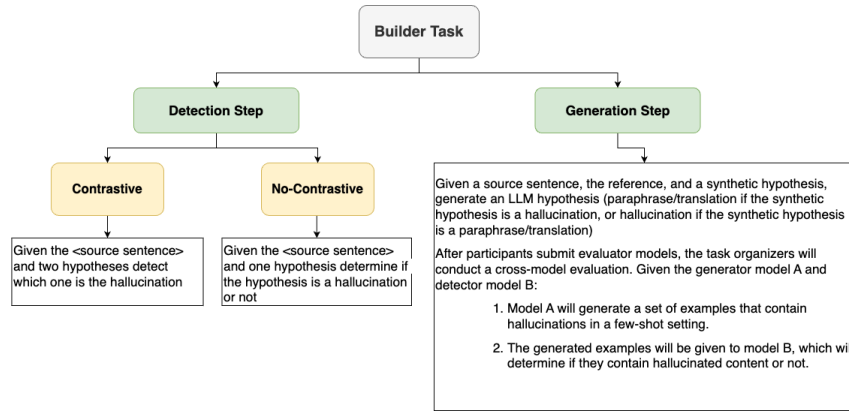 Builder Task
Detection Step
Generation Step
Contrastive
No-Contrastive
Given the <source sentence>
and two hypotheses detect
which one is the hallucination
Given the <source sentence>
and one hypothesis determine if
the hypothesis is a hallucination
or not
Given a source sentence, the reference, and a synthetic hypothesis,
generate an LLM hypothesis (paraphrase/translation if the synthetic
hypothesis is a hallucination, or hallucination if the synthetic hypothesis
is a paraphrase/translation)
After participants submit evaluator models, the task organizers will
conduct a cross-model evaluation. Given the generator model A and
detector model B:
1. Model A will generate a set of examples that contain
hallucinations in a few-shot setting.
2. The generated examples will be given to model B, which wil
determine if they contain hallucinated content or not.